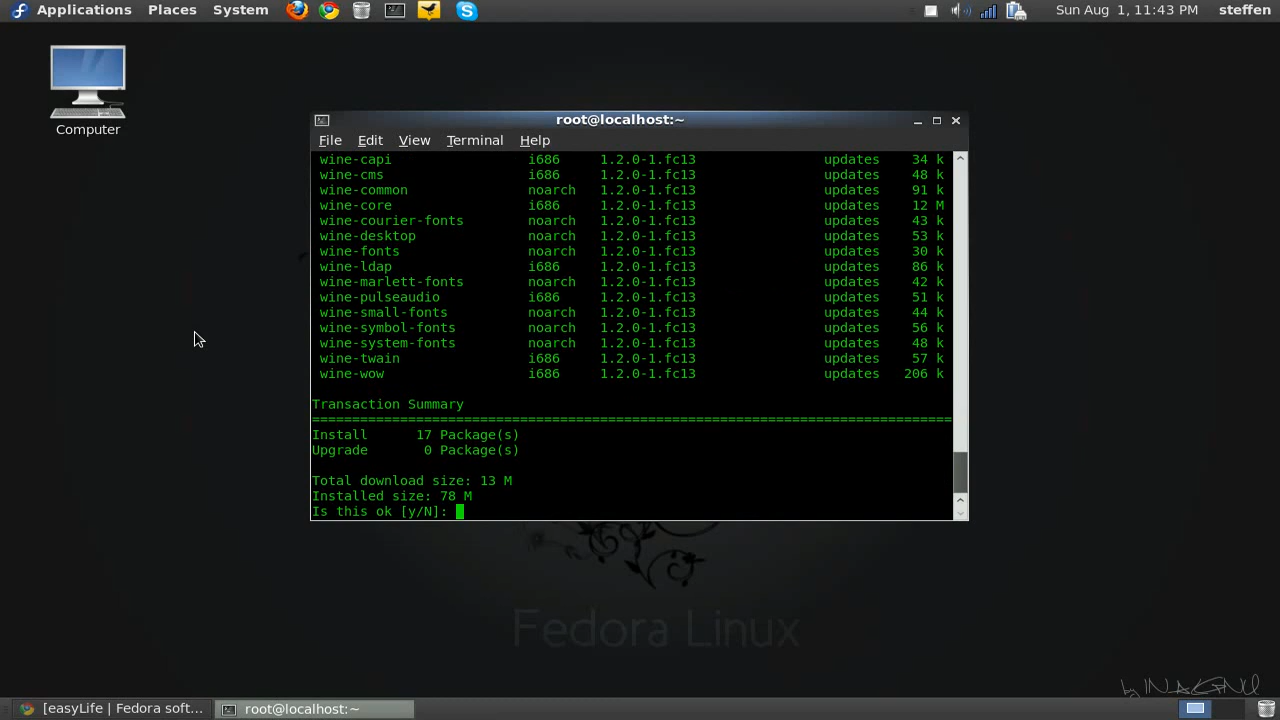 Applications Places System Sun Aug 1, 11:43 PM steffen
Computer
root@localhost:~
File Edit View Terminal Help
wine-capi i686 1.2.0-1.fc13 updates 34 k
wine-cms i686 1.2.0-1.fc13 updates 48 k
wine-common noarch 1.2.0-1.fc13 updates 91 k
wine-core i686 1.2.0-1.fc13 updates 12 M
wine-courier-fonts noarch 1.2.0-1.fc13 updates 43 k
wine-desktop noarch 1.2.0-1.fc13 updates 53 k
wine-fonts noarch 1.2.0-1.fc13 updates 30 k
wine-ldap i686 1.2.0-1.fc13 updates 86 k
wine-marlett-fonts noarch 1.2.0-1.fc13 updates 42 k
wine-pulseaudio i686 1.2.0-1.fc13 updates 51 k
wine-small-fonts noarch 1.2.0-1.fc13 updates 44 k
wine-symbol-fonts noarch 1.2.0-1.fc13 updates 56 k
wine-system-fonts noarch 1.2.0-1.fc13 updates 48 k
wine-twain i686 1.2.0-1.fc13 updates 57 k
wine-wow i686 1.2.0-1.fc13 updates 206 k
Transaction Summary
================================================================================
Install 17 Package(s)
Upgrade 0 Package(s)
Total download size: 13 M
Installed size: 78 M
Is this ok [y/N]:
Fedora Linux
by
[easyLife | Fedora soft... root@localhost:~